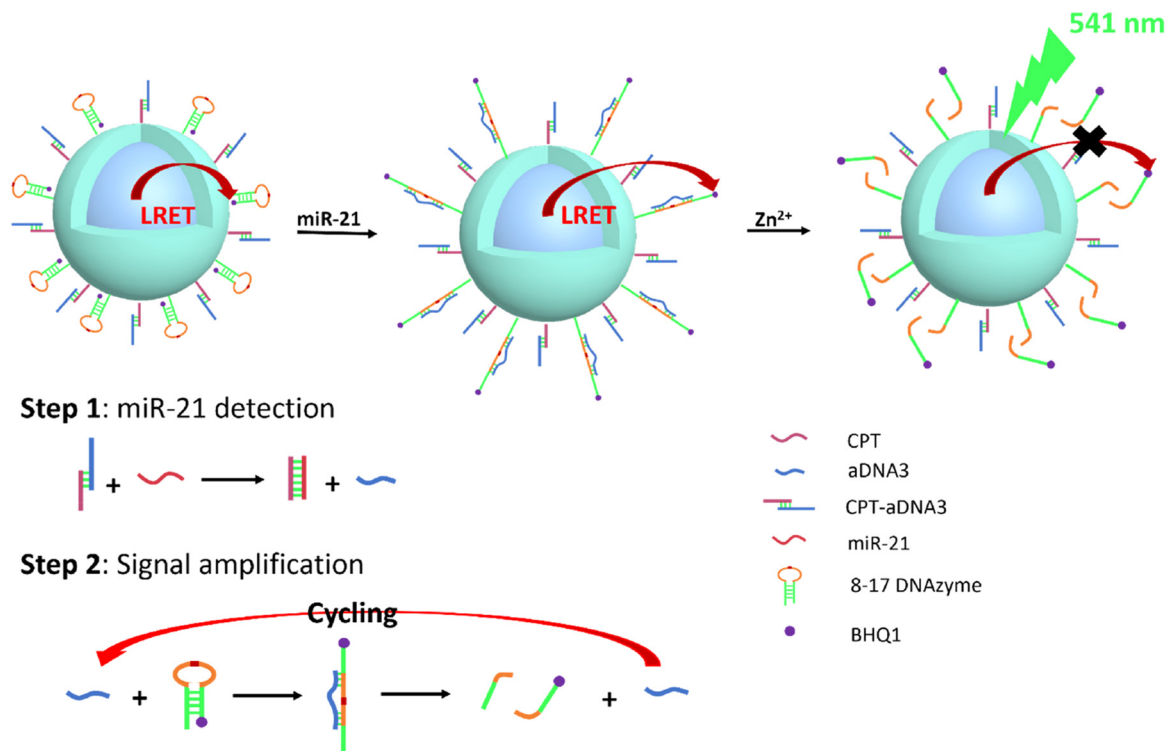 541 nm
LRET
miR-21
LRET
Zn²⁺
Step 1: miR-21 detection
+
+
CPT
aDNA3
CPT-aDNA3
miR-21
8-17 DNAzyme
BHQ1
Step 2: Signal amplification
Cycling
+
+